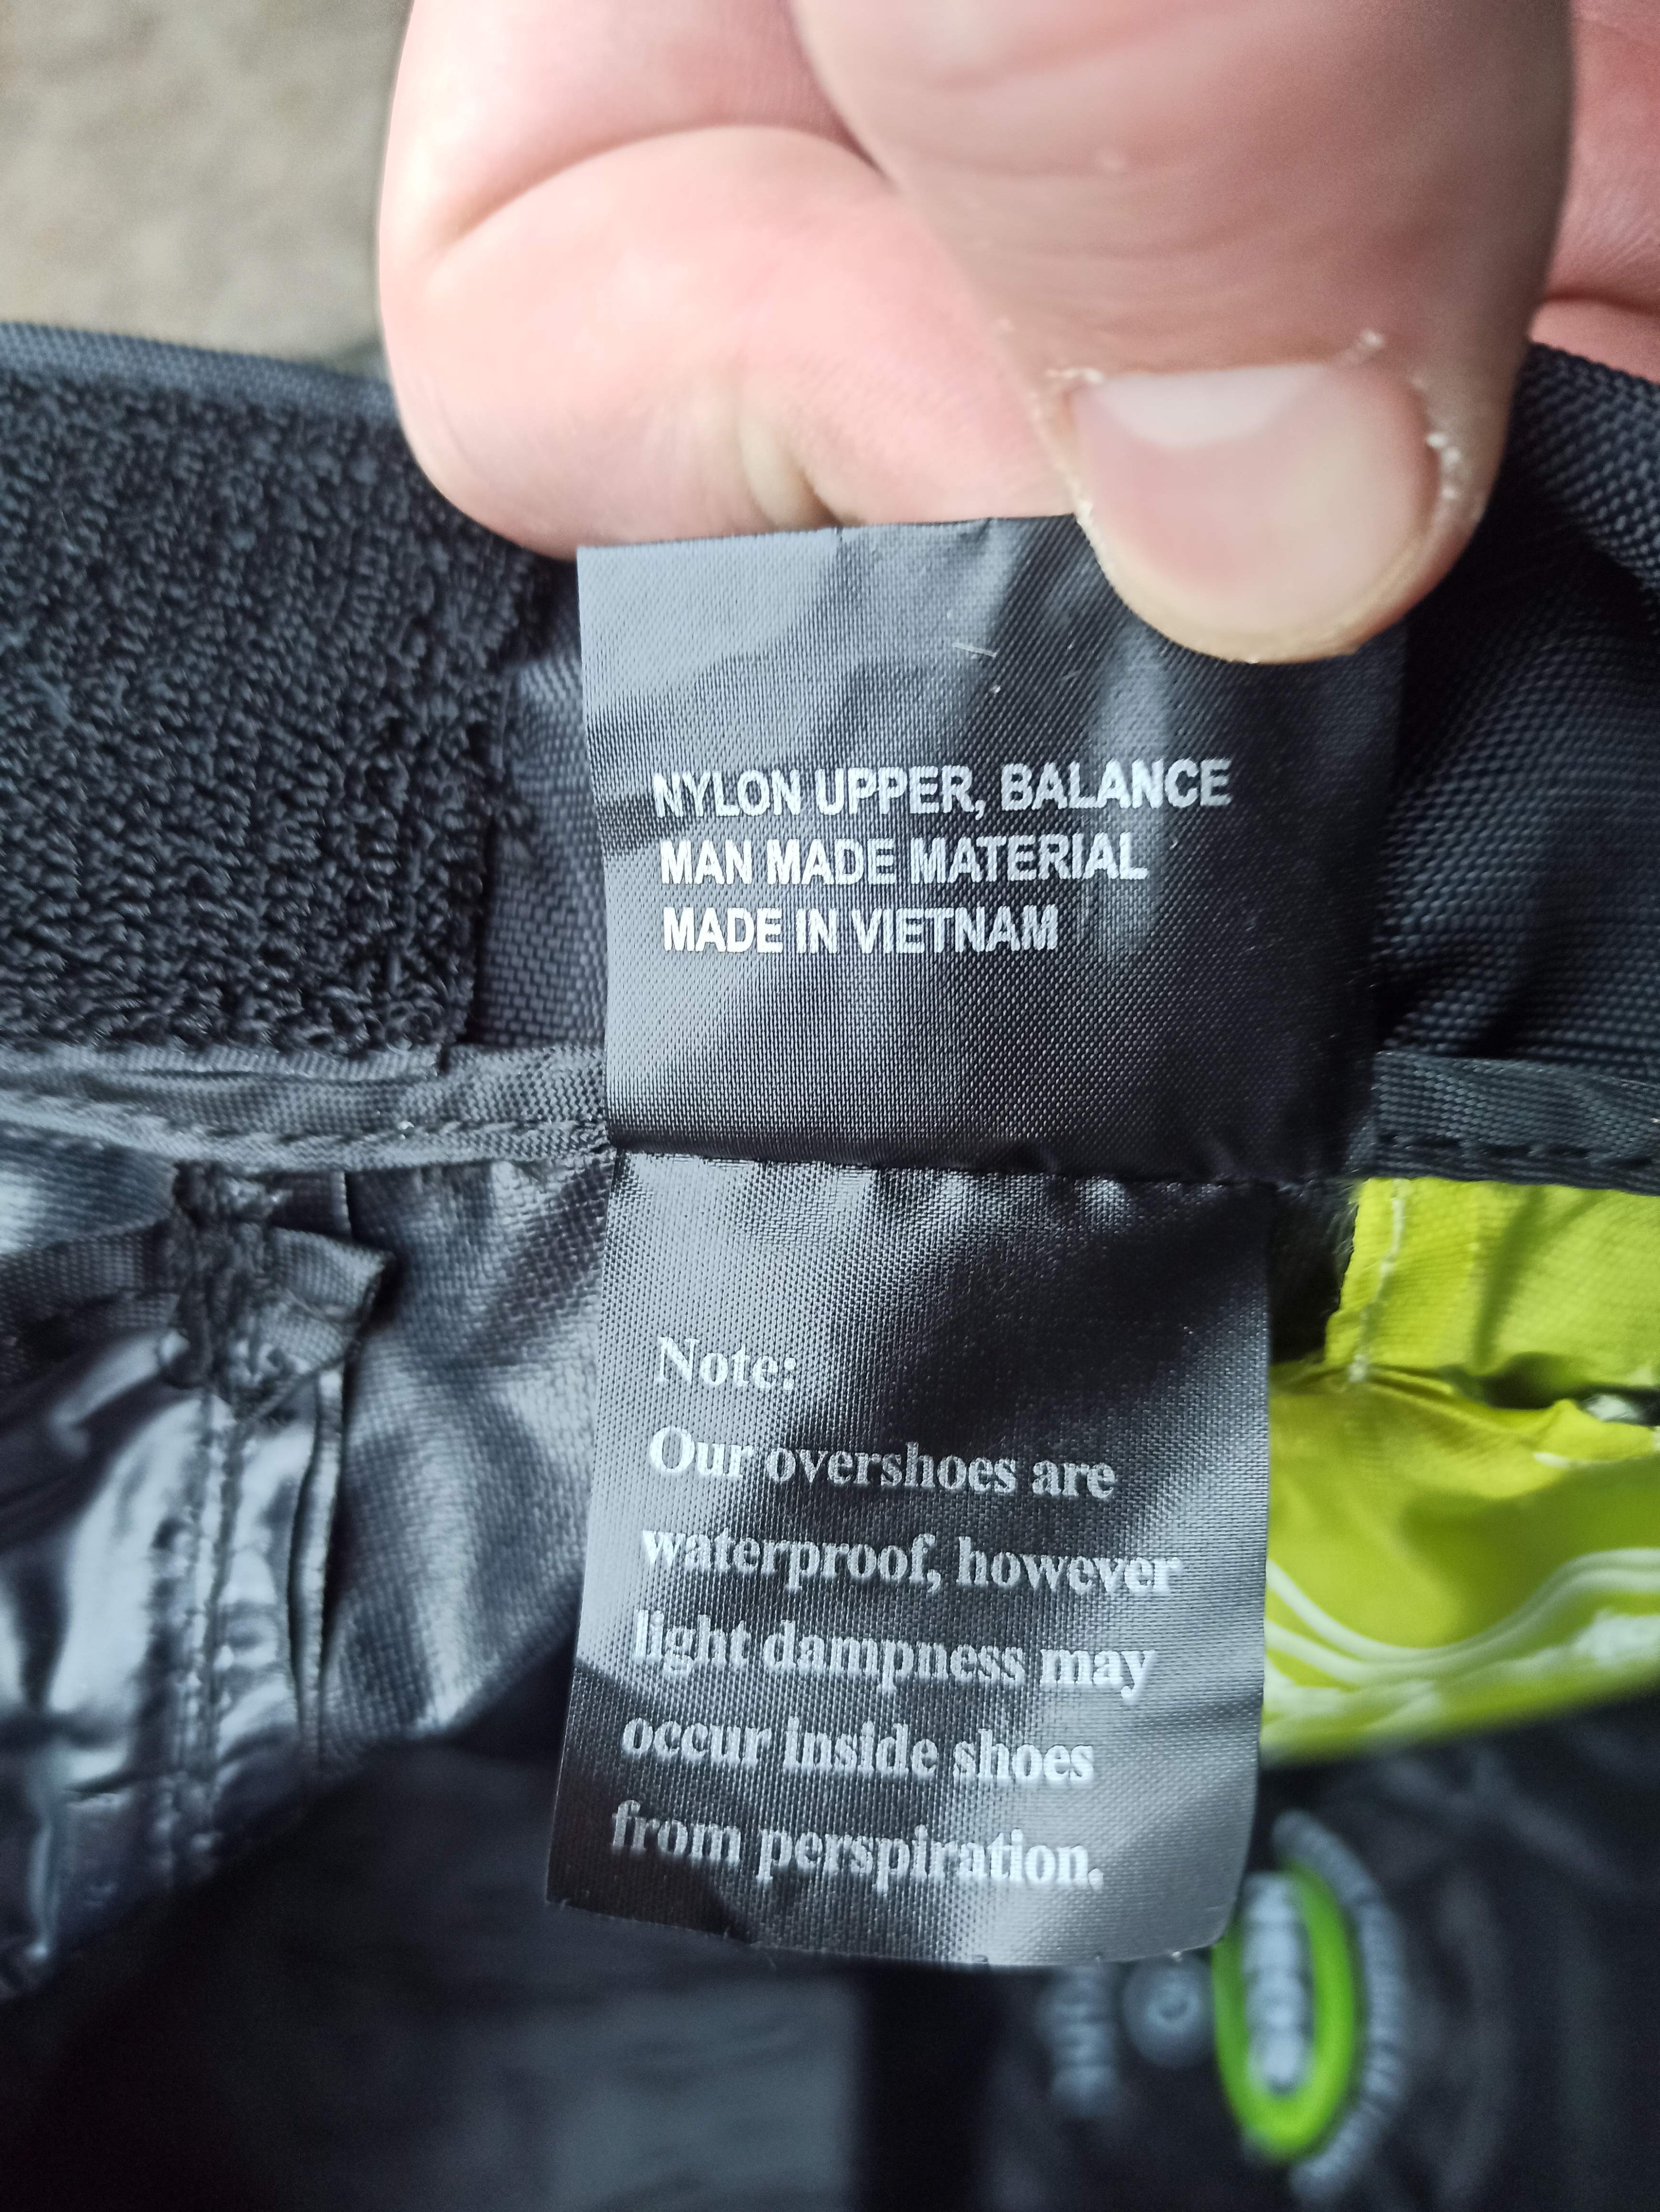 NYLON UPPER, BALANCE
MAN MADE MATERIAL
MADE IN VIETNAM
Note:
Our overshoes are
waterproof, however
light dampness may
occur inside shoes
from perspiration.